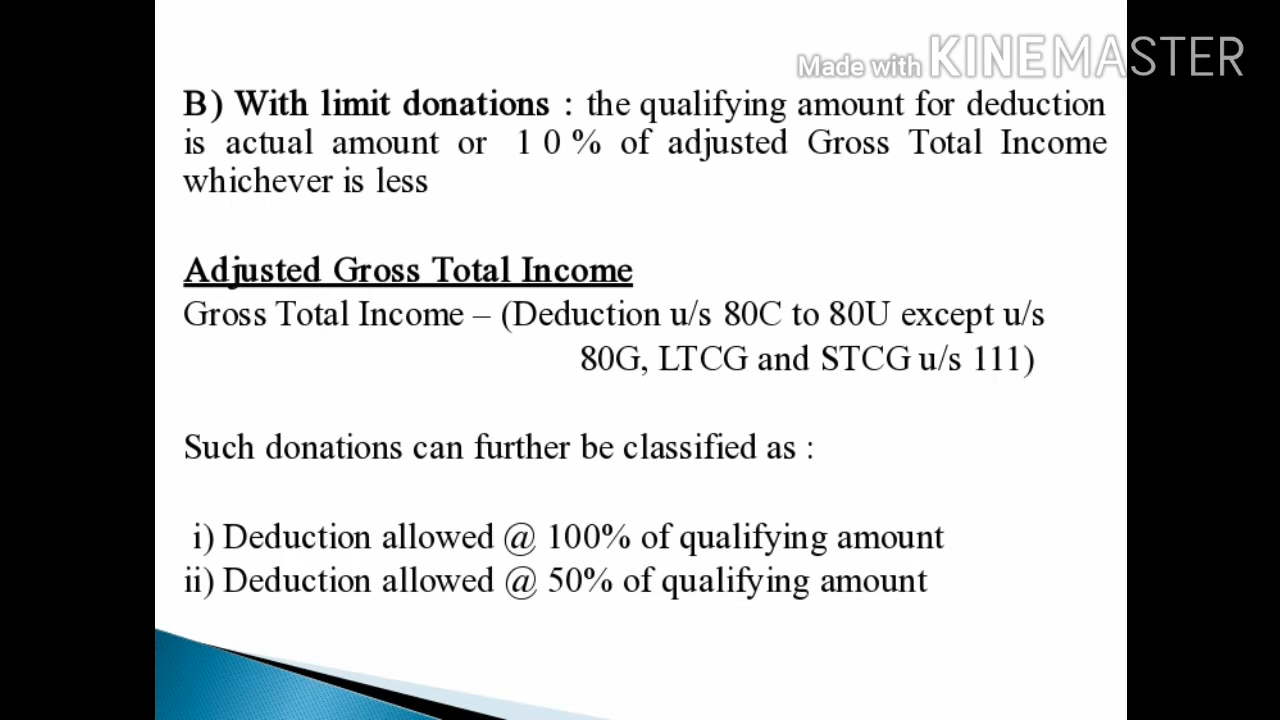 Made with KINEMASTER
B) With limit donations : the qualifying amount for deduction
is actual amount or 1 0 % of adjusted Gross Total Income
whichever is less
Adjusted Gross Total Income
Gross Total Income – (Deduction u/s 80C to 80U except u/s
80G, LTCG and STCG u/s 111)
Such donations can further be classified as :
i) Deduction allowed @ 100% of qualifying amount
ii) Deduction allowed @ 50% of qualifying amount